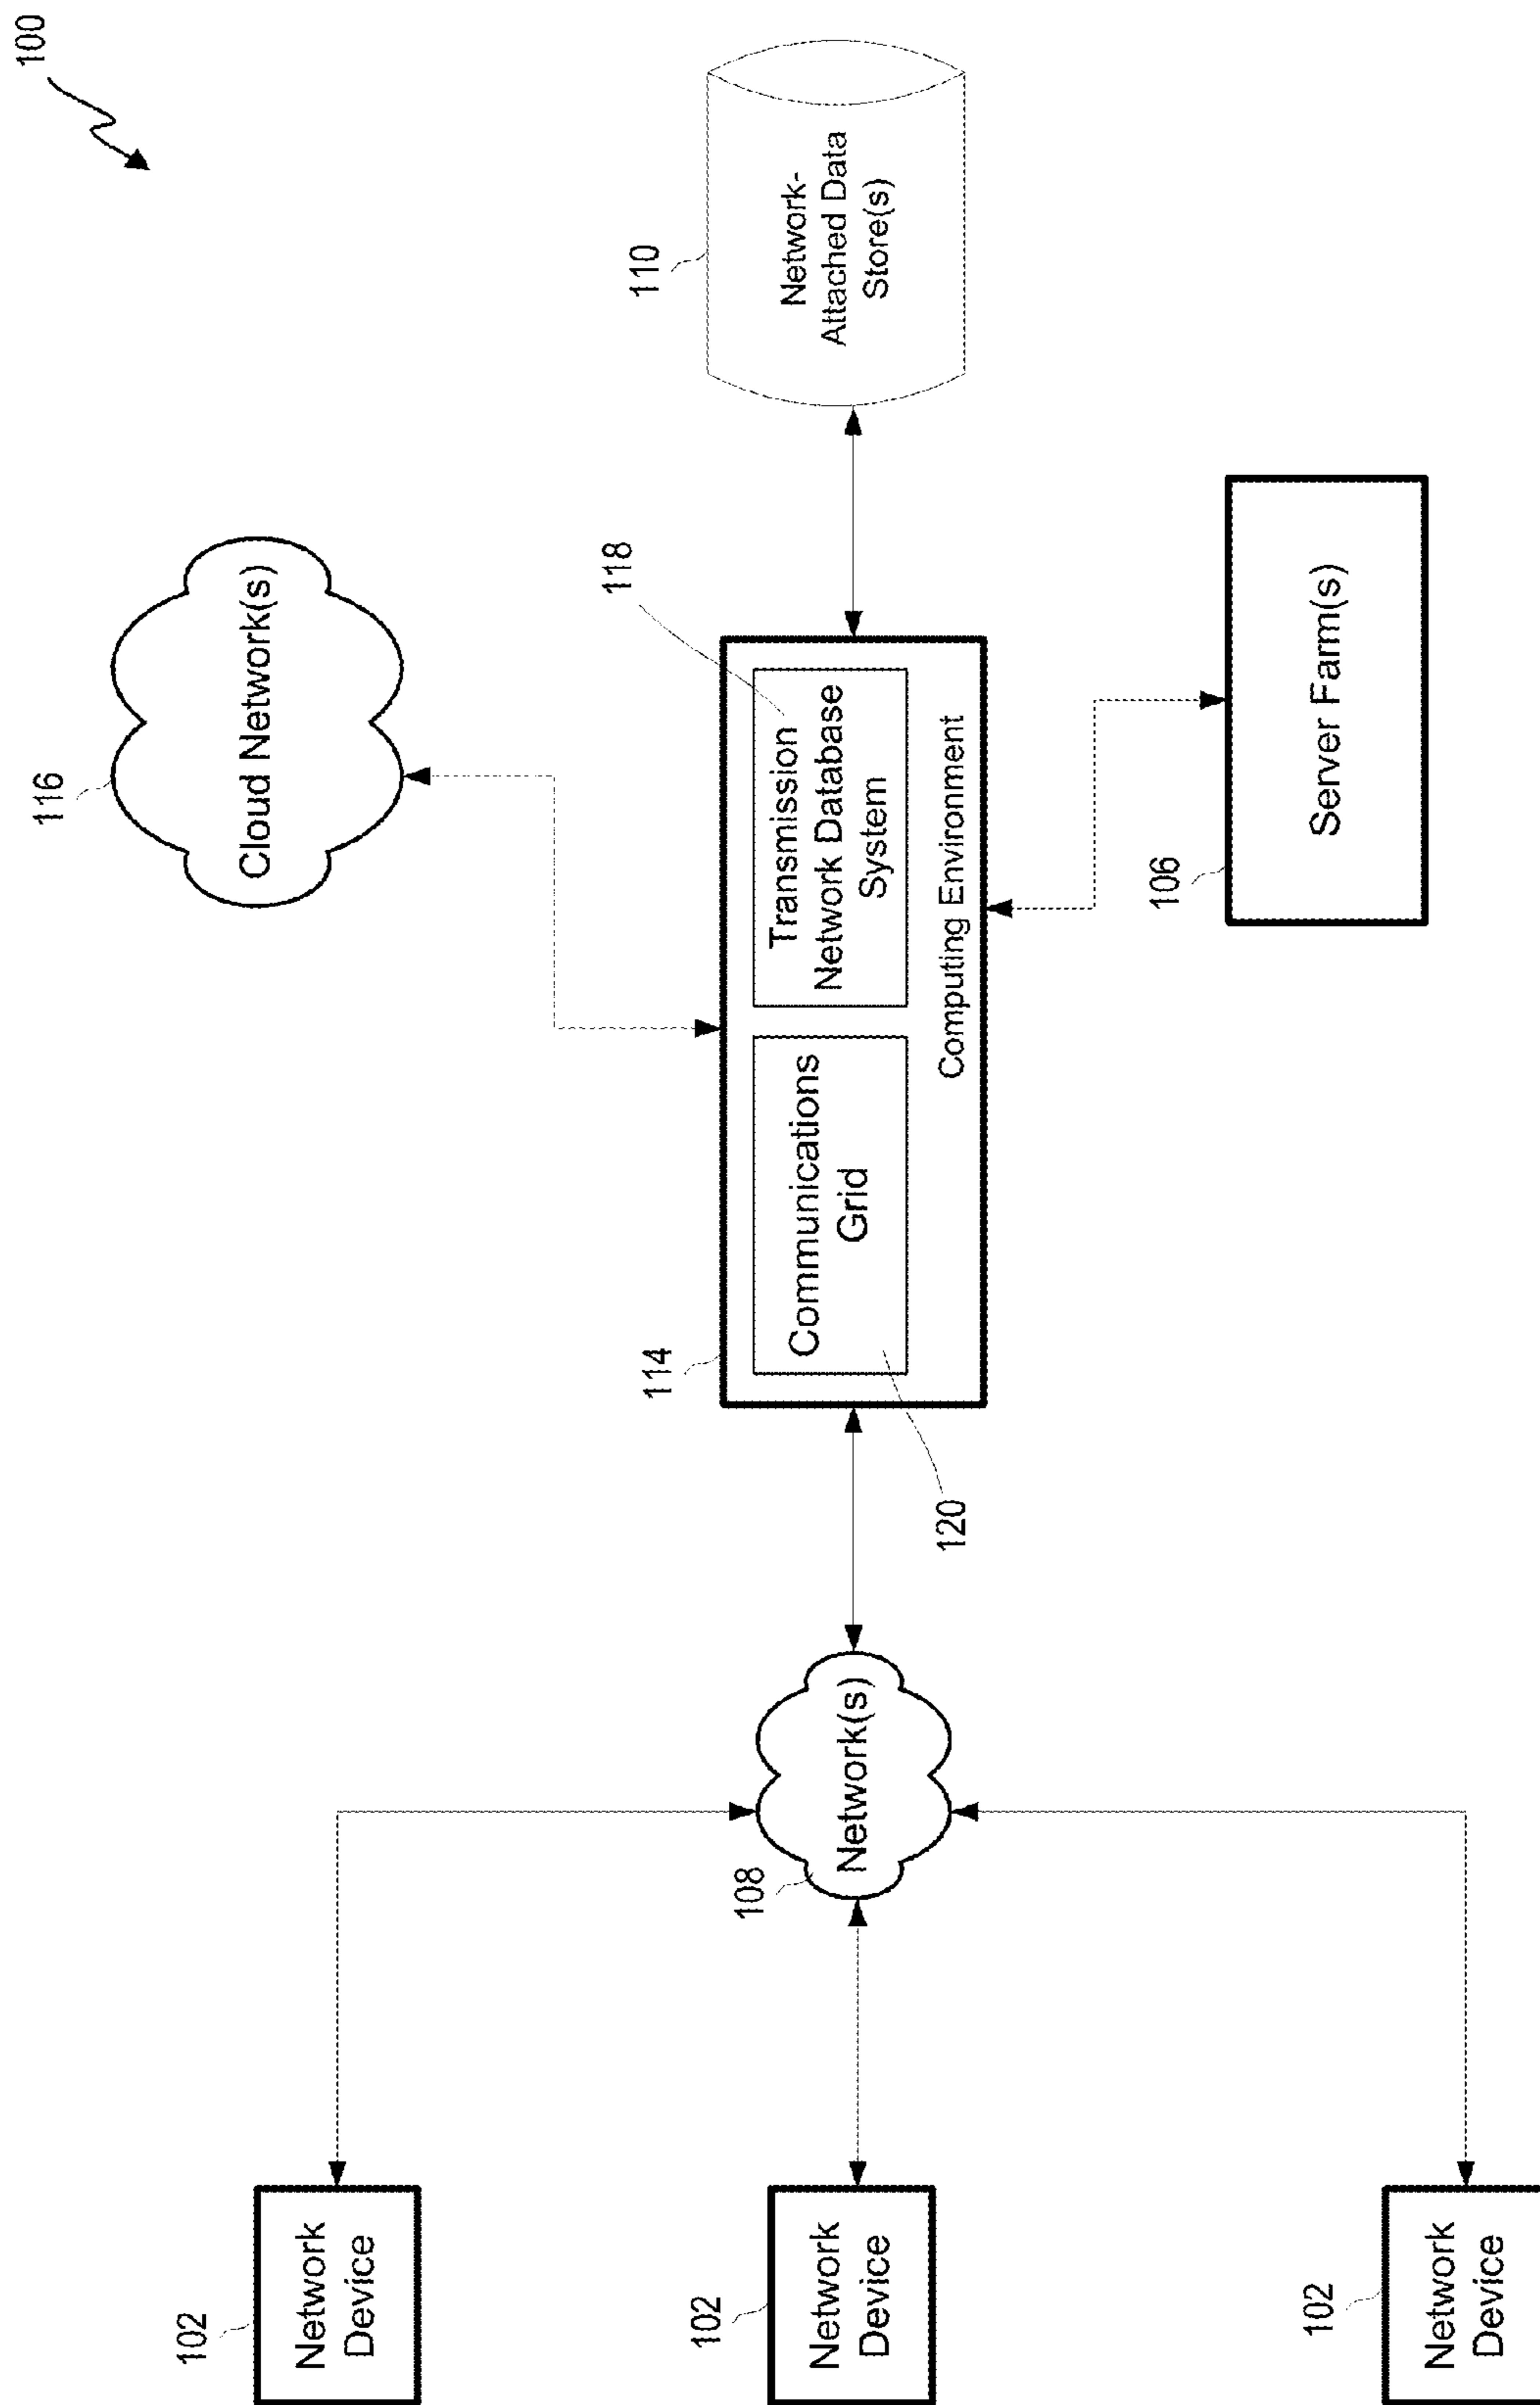 100
116
Cloud Network(s)
110
Network-
Attached Data
Store(s)
118
114
Communications
Grid
Transmission
Network Database
System
Computing Environment
120
106
Server Farm(s)
108
Network(s)
102
Network
Device
102
Network
Device
102
Network
Device